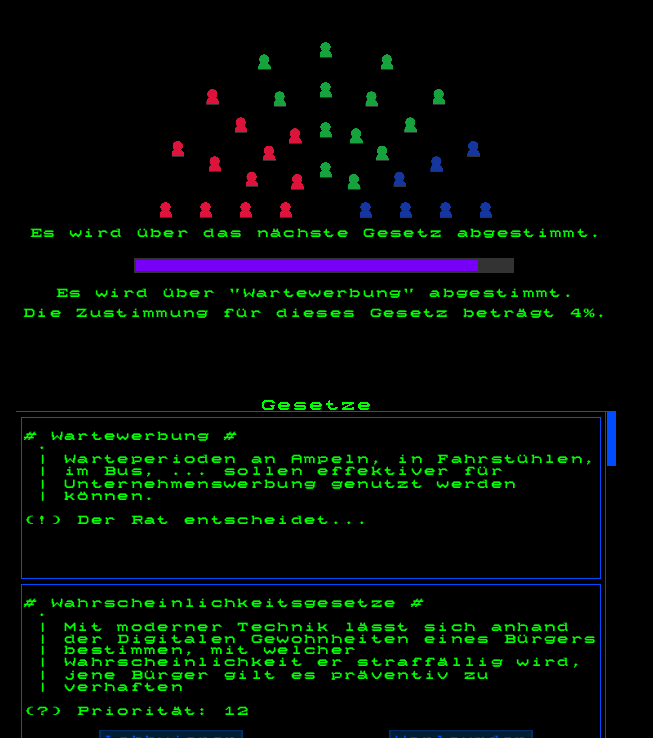 Es wird über das nächste Gesetz abgestimmt.
Es wird über "Wartewerbung" abgestimmt.
Die Zustimmung für dieses Gesetz beträgt 4%.
Gesetze
# Wartewerbung #
.
| Warteperioden an Ampeln, in Fahrstühlen,
| im Bus, ... sollen effektiver für
| Unternehmenswerbung genutzt werden
| können.
(!) Der Rat entscheidet...
# Wahrscheinlichkeitsgesetze #
.
| Mit moderner Technik lässt sich anhand
| der Digitalen Gewohnheiten eines Bürgers
| bestimmen, mit welcher
| Wahrscheinlichkeit er straffällig wird,
| jene Bürger gilt es präventiv zu
| verhaften
(?) Priorität: 12